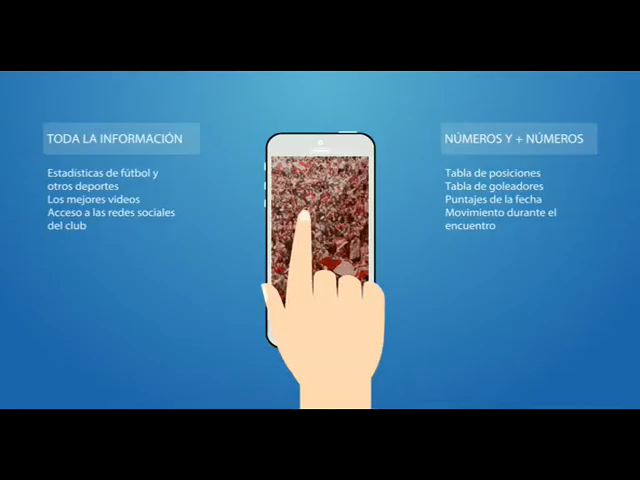 TODA LA INFORMACIÓN
Estadísticas de fútbol y
otros deportes
Los mejores videos
Acceso a las redes sociales
del club
NÚMEROS Y + NÚMEROS
Tabla de posiciones
Tabla de goleadores
Puntajes de la fecha
Movimiento durante el
encuentro